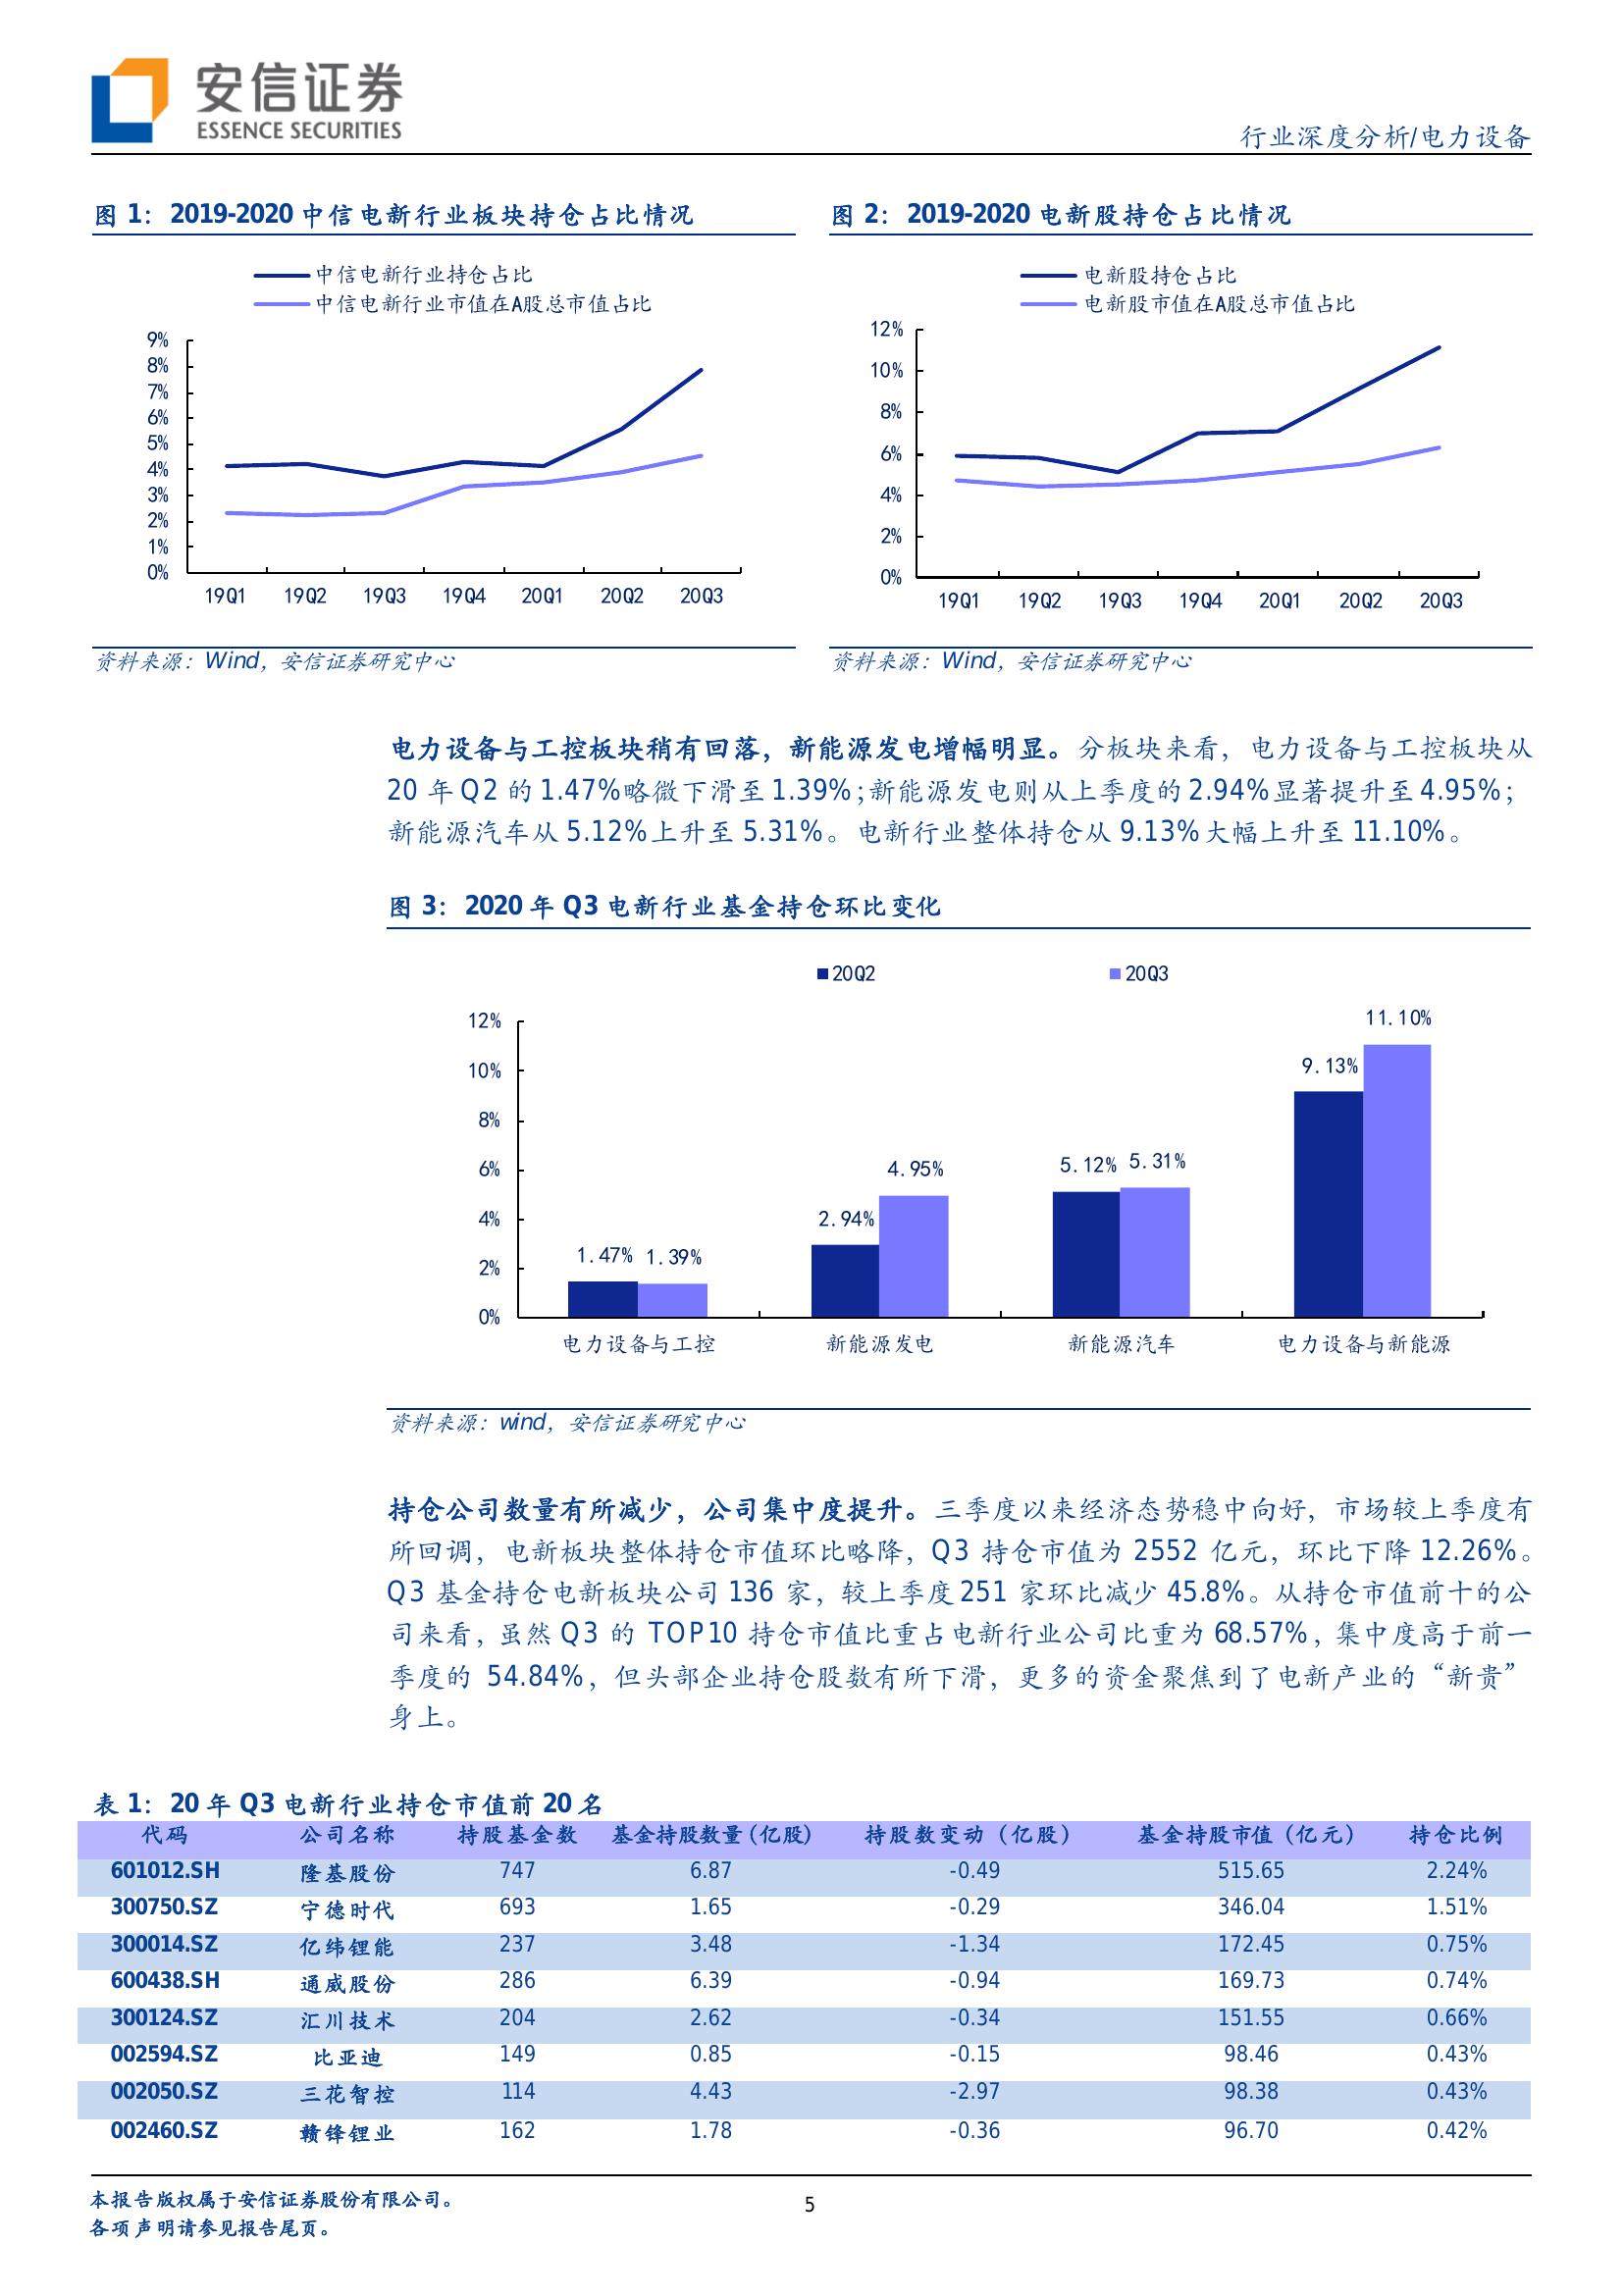 安信证券
ESSENCE SECURITIES
行业深度分析/电力设备
图 1：2019-2020 中信电新行业板块持仓占比情况
中信电新行业持仓占比
中信电新行业市值在A股总市值占比
9%
8%
7%
6%
5%
4%
3%
2%
1%
0%
19Q1 19Q2 19Q3 19Q4 20Q1 20Q2 20Q3
资料来源：Wind，安信证券研究中心
图 2：2019-2020 电新股持仓占比情况
电新股持仓占比
电新股市值在A股总市值占比
12%
10%
8%
6%
4%
2%
0%
19Q1 19Q2 19Q3 19Q4 20Q1 20Q2 20Q3
资料来源：Wind，安信证券研究中心
电力设备与工控板块稍有回落，新能源发电增幅明显。分板块来看，电力设备与工控板块从
20 年 Q2 的 1.47%略微下滑至 1.39%；新能源发电则从上季度的 2.94%显著提升至 4.95%；
新能源汽车从 5.12%上升至 5.31%。电新行业整体持仓从 9.13%大幅上升至 11.10%。
图 3：2020 年 Q3 电新行业基金持仓环比变化
20Q2 20Q3
12%
10%
8%
6%
4%
2%
0%
1.47% 1.39%
2.94% 4.95%
5.12% 5.31%
9.13% 11.10%
电力设备与工控 新能源发电 新能源汽车 电力设备与新能源
资料来源：wind，安信证券研究中心
持仓公司数量有所减少，公司集中度提升。三季度以来经济态势稳中向好，市场较上季度有
所回调，电新板块整体持仓市值环比略降，Q3 持仓市值为 2552 亿元，环比下降 12.26%。
Q3 基金持仓电新板块公司 136 家，较上季度 251 家环比减少 45.8%。从持仓市值前十的公
司来看，虽然 Q3 的 TOP10 持仓市值比重占电新行业公司比重为 68.57%，集中度高于前一
季度的 54.84%，但头部企业持仓股数有所下滑，更多的资金聚焦到了电新产业的“新贵”
身上。
表 1：20 年 Q3 电新行业持仓市值前 20 名
代码 公司名称 持股基金数 基金持股数量(亿股) 持股数变动（亿股） 基金持股市值（亿元） 持仓比例
601012.SH 隆基股份 747 6.87 -0.49 515.65 2.24%
300750.SZ 宁德时代 693 1.65 -0.29 346.04 1.51%
300014.SZ 亿纬锂能 237 3.48 -1.34 172.45 0.75%
600438.SH 通威股份 286 6.39 -0.94 169.73 0.74%
300124.SZ 汇川技术 204 2.62 -0.34 151.55 0.66%
002594.SZ 比亚迪 149 0.85 -0.15 98.46 0.43%
002050.SZ 三花智控 114 4.43 -2.97 98.38 0.43%
002460.SZ 赣锋锂业 162 1.78 -0.36 96.70 0.42%
本报告版权属于安信证券股份有限公司。
各项声明请参见报告尾页。
5